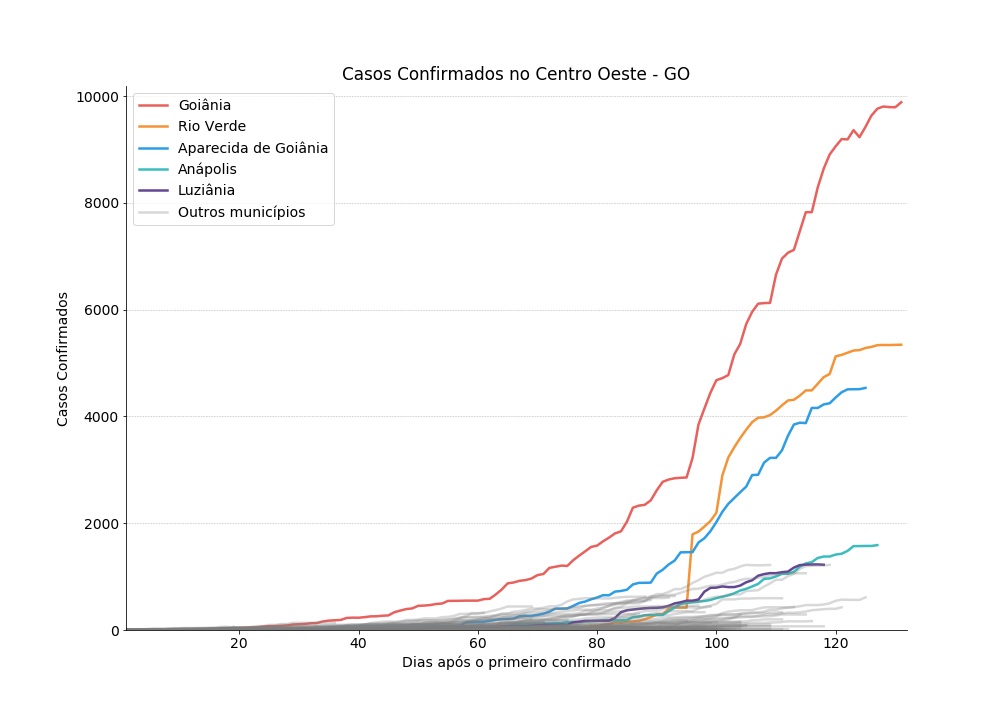 Casos Confirmados no Centro Oeste - GO
10000
8000
6000
4000
2000
0
Casos Confirmados
Goiânia
Rio Verde
Aparecida de Goiânia
Anápolis
Luziânia
Outros municípios
20 40 60 80 100 120
Dias após o primeiro confirmado